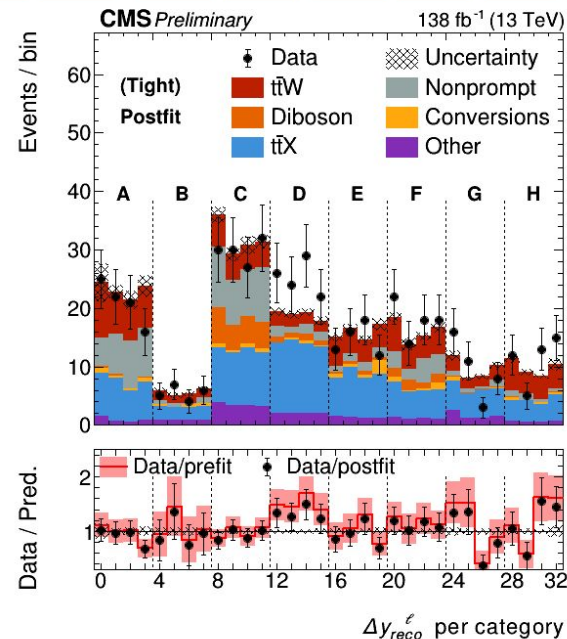 CMS Preliminary 138 fb⁻¹ (13 TeV)
Events / bin
60
50
40
30
20
10
0
(Tight)
Postfit
Data
Uncertainty
tt̄W
Nonprompt
Diboson
Conversions
tt̄X
Other
A B C D E F G H
Data / Pred.
2
1
Data/prefit
Data/postfit
0 4 8 12 16 20 24 28 32
Δy_reco^ℓ per category